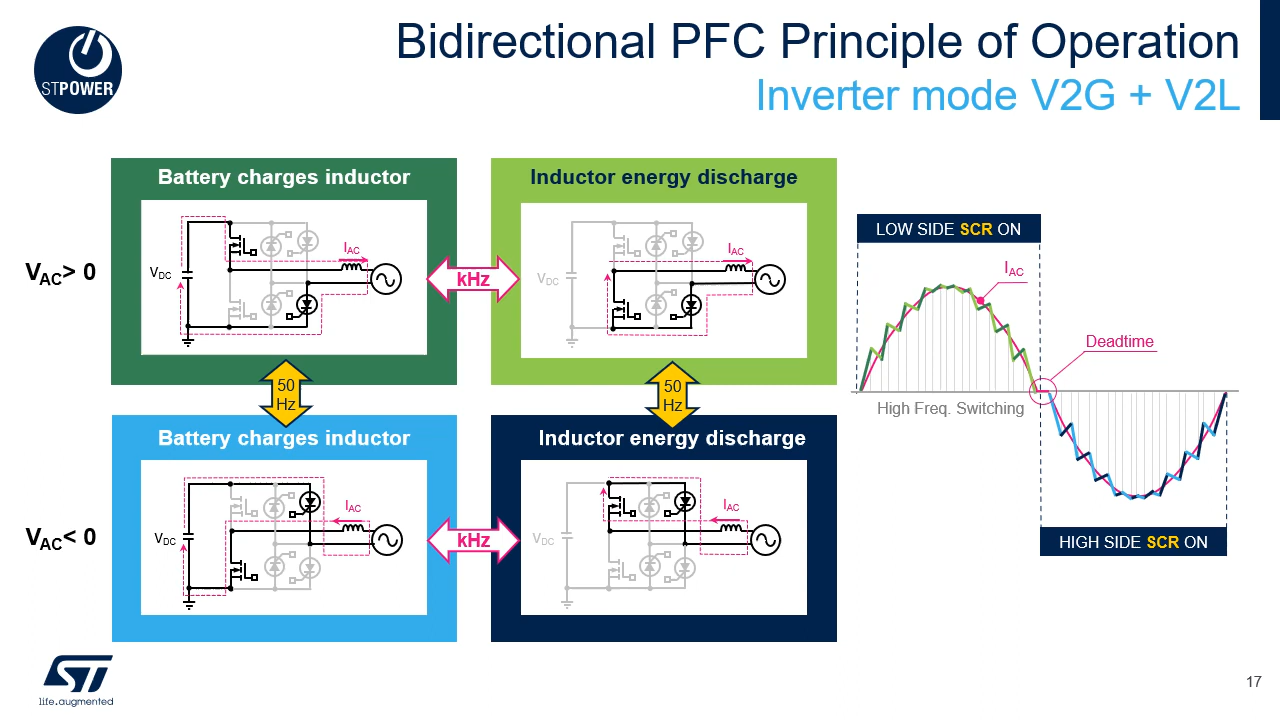 Bidirectional PFC Principle of Operation
Inverter mode V2G + V2L
STPOWER
Battery charges inductor
Inductor energy discharge
VAC> 0
VDC
IAC
kHz
VDC
IAC
50
Hz
50
Hz
Battery charges inductor
Inductor energy discharge
VAC< 0
VDC
IAC
kHz
VDC
IAC
LOW SIDE SCR ON
IAC
Deadtime
High Freq. Switching
HIGH SIDE SCR ON
ST
life.augmented
17